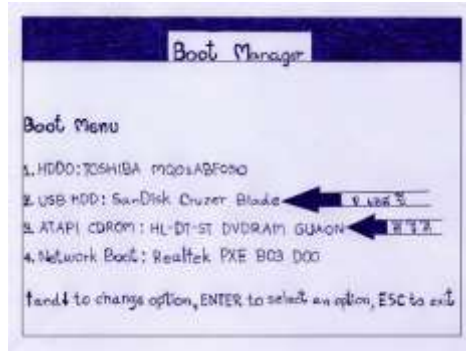 Boot Manager
Boot Menu
1. HDD0: TOSHIBA MQ01ABF050
2. USB HDD: SanDisk Cruzer Blade
3. ATAPI CDROM: HL-DT-ST DVDRAM GUAON
4. Network Boot: Realtek PXE B03 D00
↑and↓ to change option, ENTER to select an option, ESC to exit